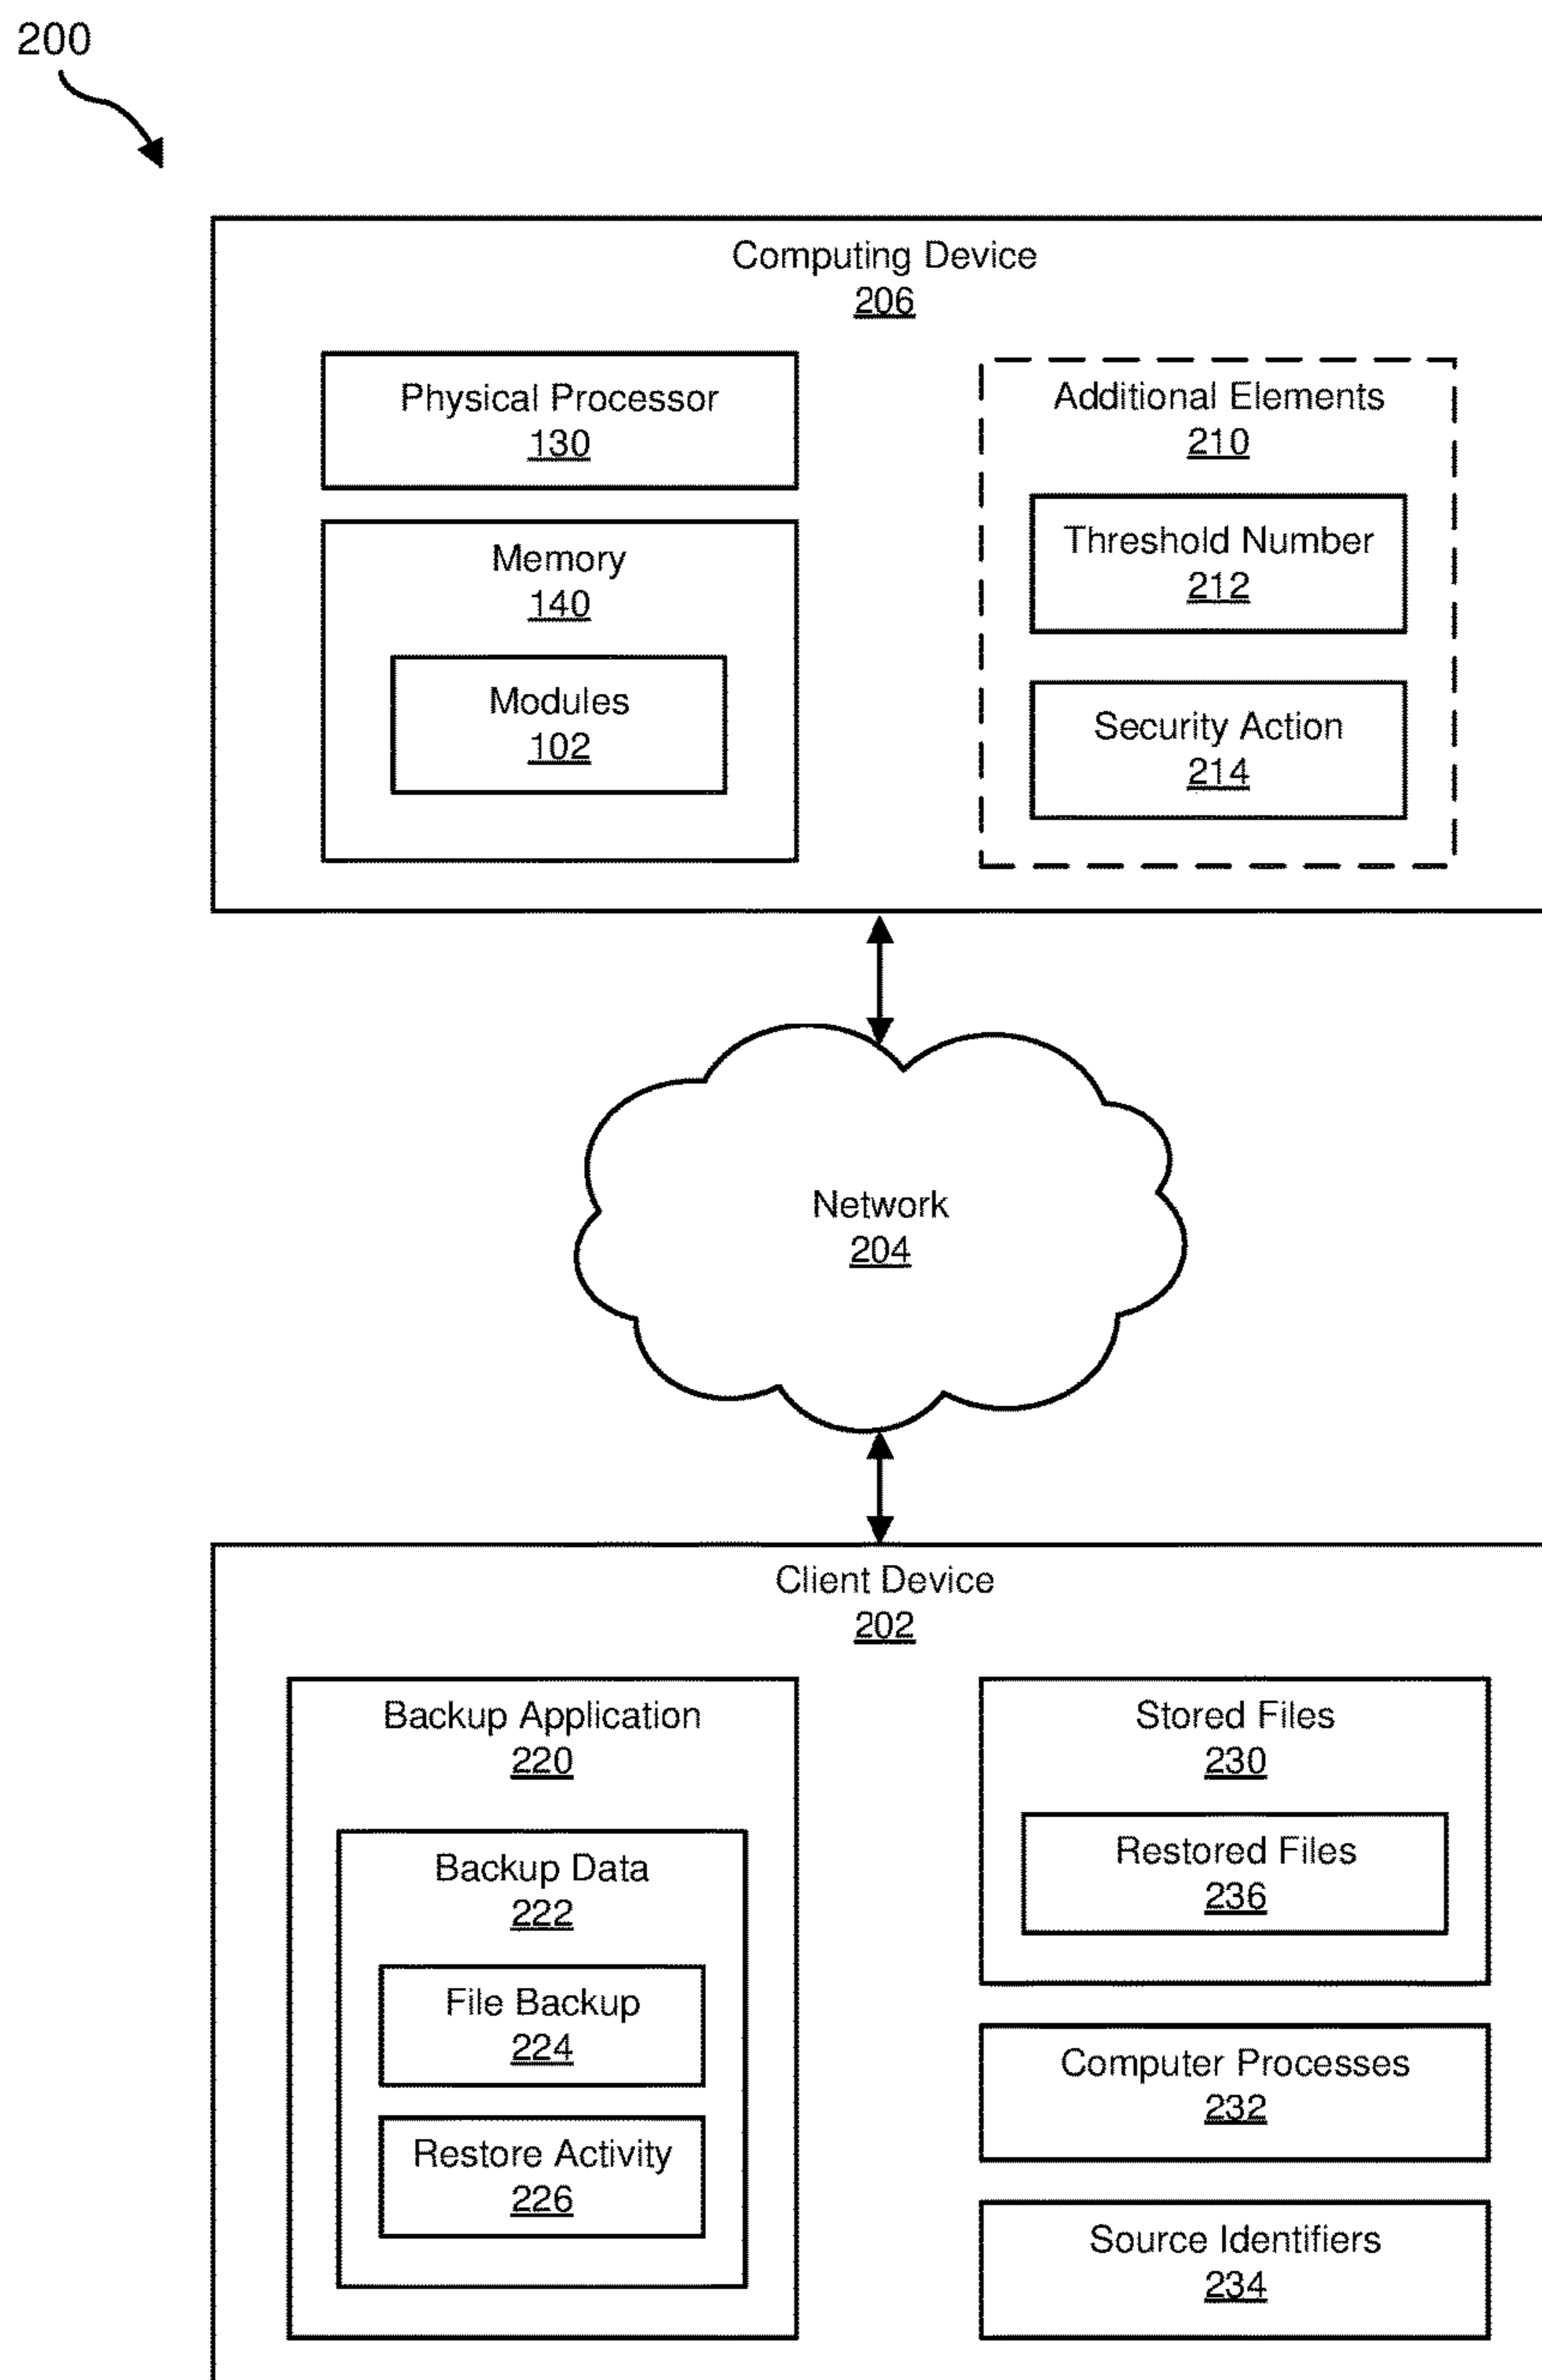 200
Computing Device
206
Physical Processor
130
Memory
140
Modules
102
Additional Elements
210
Threshold Number
212
Security Action
214
Network
204
Client Device
202
Backup Application
220
Backup Data
222
File Backup
224
Restore Activity
226
Stored Files
230
Restored Files
236
Computer Processes
232
Source Identifiers
234